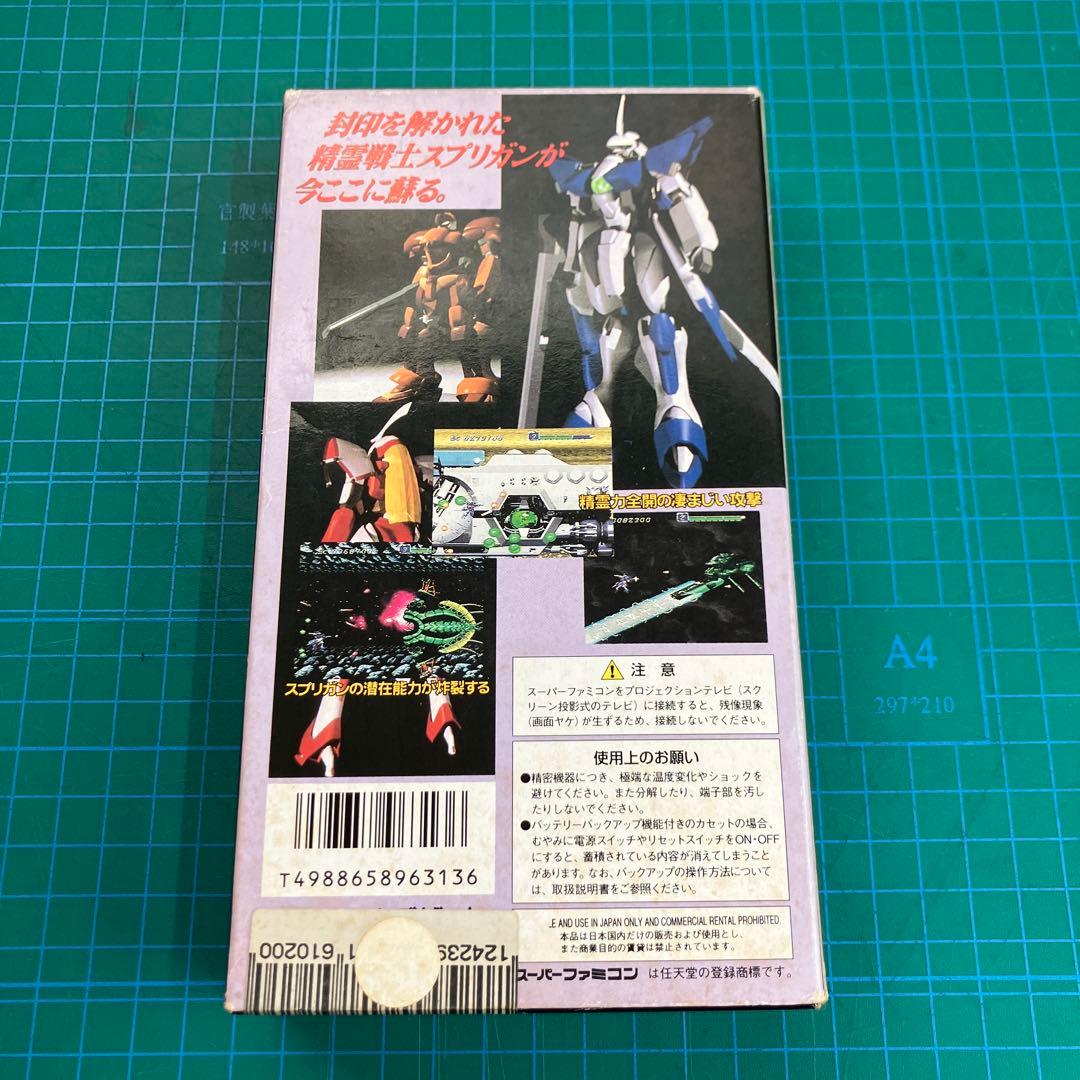 封印を解かれた
精霊戦士スプリガンが
今ここに蘇る。
官製葉
148*1
SC 0279100
精霊力全開の凄まじい攻撃
0082300
スプリガンの潜在能力が炸裂する
注意
スーパーファミコンをプロジェクションテレビ（スク
リーン投影式のテレビ）に接続すると、残像現象
（画面ヤケ）が生ずるため、接続しないでください。
A4
297*210
使用上のお願い
●精密機器につき、極端な温度変化やショックを
避けてください。また分解したり、端子部を汚し
たりしないでください。
●バッテリーバックアップ機能付きのカセットの場合、
むやみに電源スイッチやリセットスイッチをON・OFF
にすると、蓄積されている内容が消えてしまうこと
があります。なお、バックアップの操作方法について
は、取扱説明書をご参照ください。
T4988658963136
LE AND USE IN JAPAN ONLY AND COMMERCIAL RENTAL PROHIBITED.
本品は日本国内だけの販売および使用とし、
また商業目的の賃貸は禁止されています。
スーパーファミコン は任天堂の登録商標です。
124239
1 610200